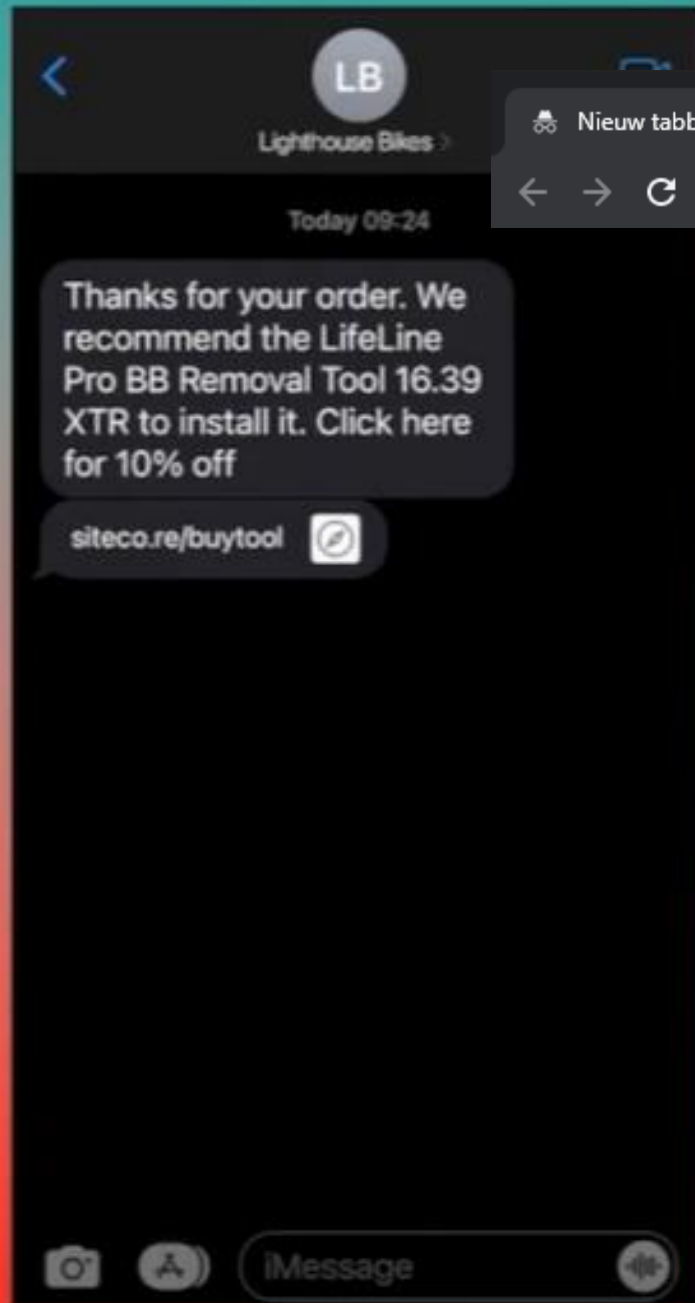 LB
Nieuw tabb
Lighthouse Bikes
Today 09:24
Thanks for your order. We
recommend the LifeLine
Pro BB Removal Tool 16.39
XTR to install it. Click here
for 10% off
siteco.re/buytool
iMessage